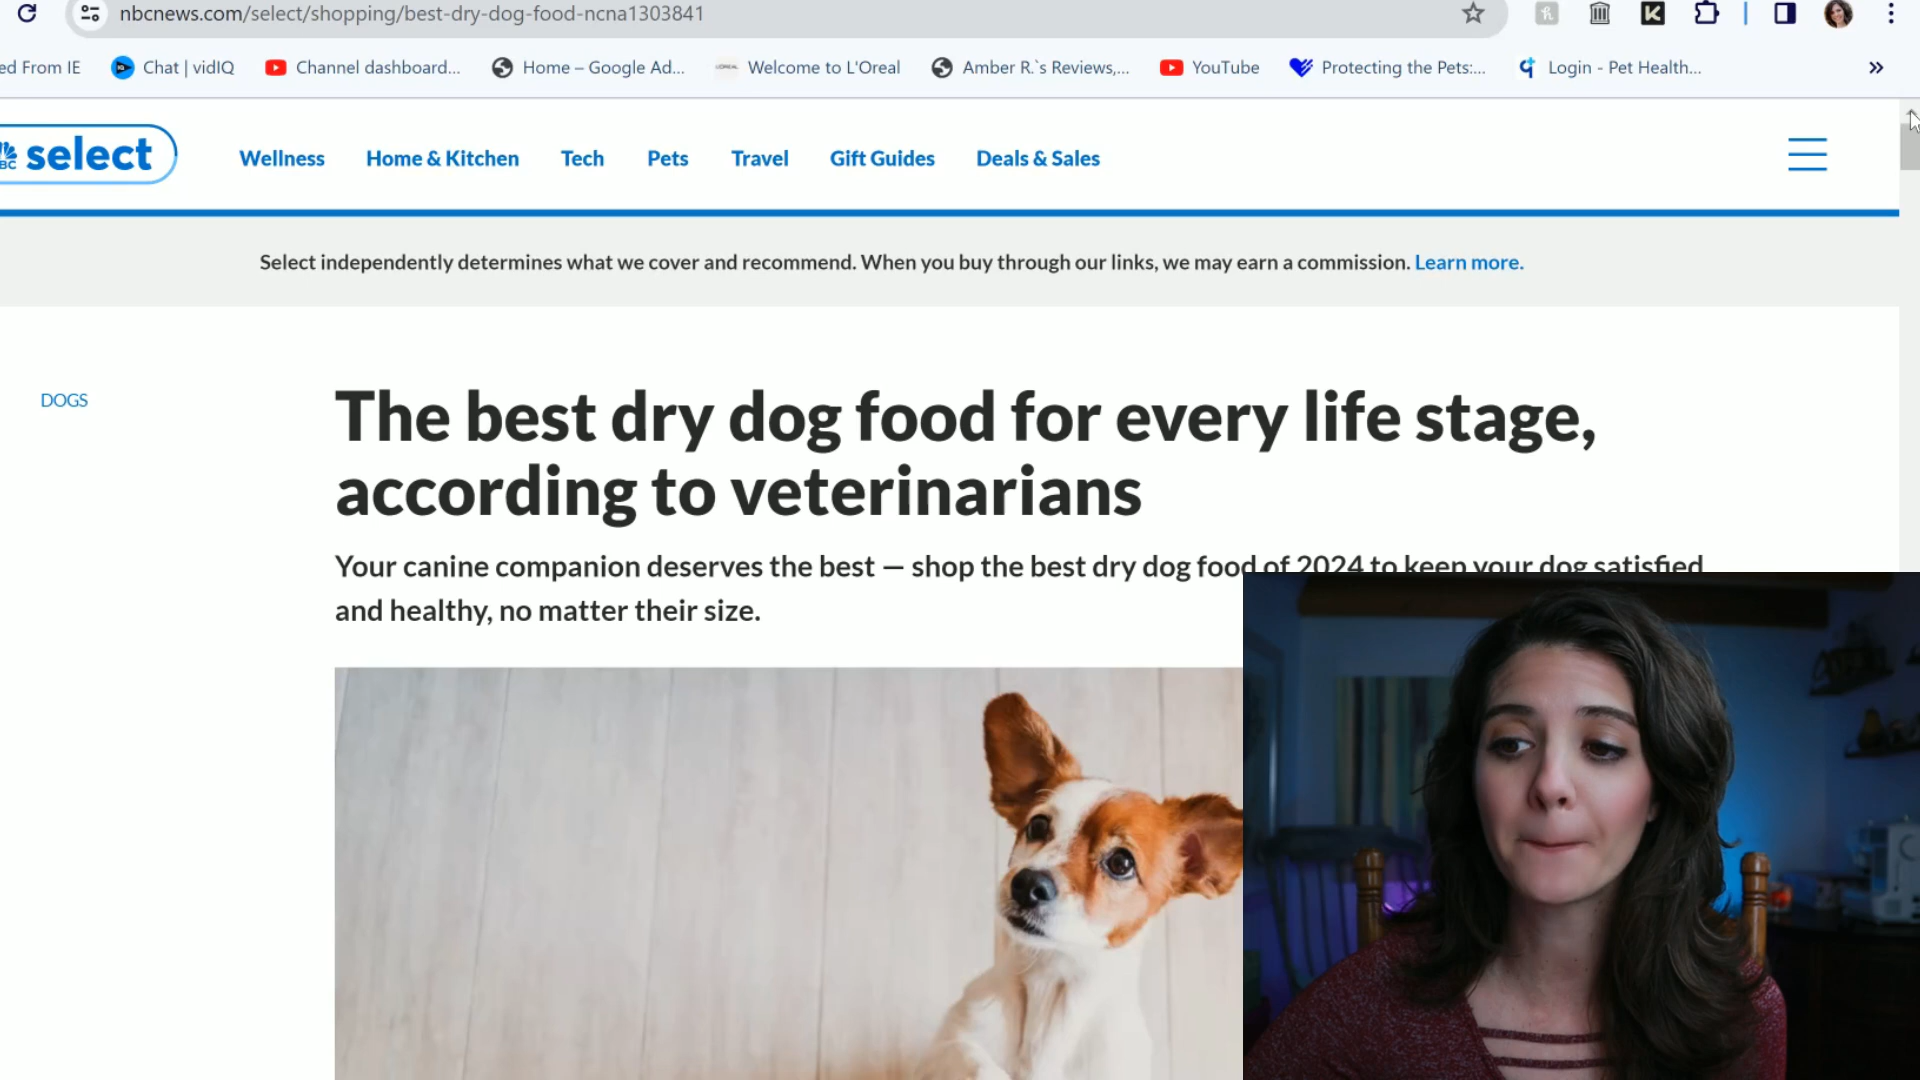 nbcnews.com/select/shopping/best-dry-dog-food-ncna1303841
ed From IE Chat | vidIQ Channel dashboard... Home – Google Ad... Welcome to L'Oreal Amber R.`s Reviews,... YouTube Protecting the Pets:... Login - Pet Health... »
BC select Wellness Home & Kitchen Tech Pets Travel Gift Guides Deals & Sales
Select independently determines what we cover and recommend. When you buy through our links, we may earn a commission. Learn more.
DOGS
The best dry dog food for every life stage,
according to veterinarians
Your canine companion deserves the best — shop the best dry dog food of 2024 to keep your dog satisfied
and healthy, no matter their size.